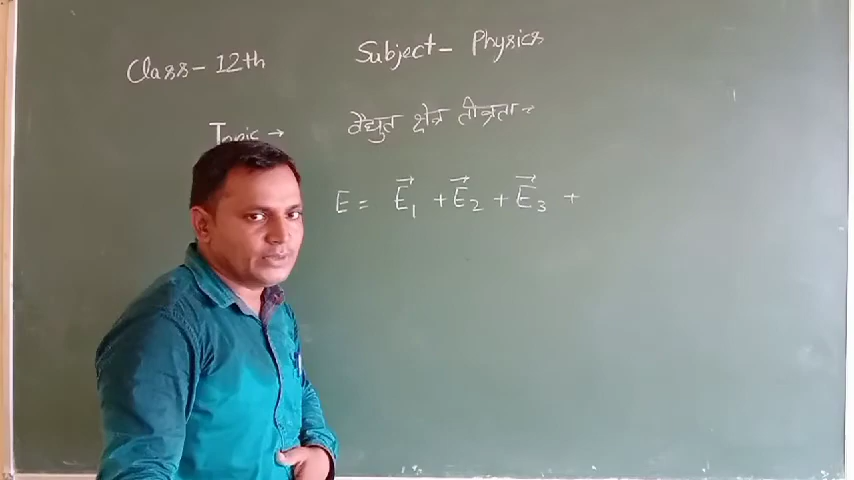 Class- 12th
Subject- Physics
Topic →
वैद्युत क्षेत्र तीव्रता →
E = E⃗₁ + E⃗₂ + E⃗₃ +